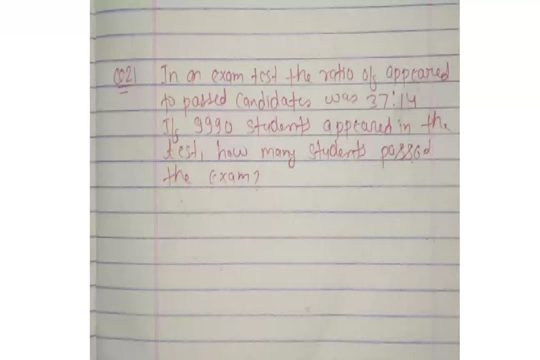 Q21 In an exam test the ratio of appeared
to passed candidates was 37:14
If 9990 students appeared in the
test, how many students passed
the Exam?